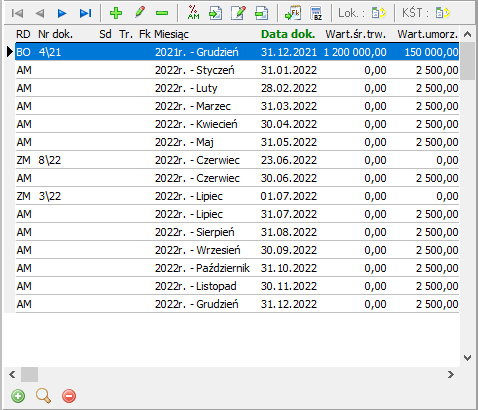 % AM Fk BZ Lok. : KŚT :
RD Nr dok. Sd Tr. Fk Miesiąc Data dok. Wart.śr.trw. Wart.umorz.
BO 4\21 2021r. - Grudzień 31.12.2021 1 200 000,00 150 000,00
AM 2022r. - Styczeń 31.01.2022 0,00 2 500,00
AM 2022r. - Luty 28.02.2022 0,00 2 500,00
AM 2022r. - Marzec 31.03.2022 0,00 2 500,00
AM 2022r. - Kwiecień 30.04.2022 0,00 2 500,00
AM 2022r. - Maj 31.05.2022 0,00 2 500,00
ZM 8\22 2022r. - Czerwiec 23.06.2022 0,00 0,00
AM 2022r. - Czerwiec 30.06.2022 0,00 2 500,00
ZM 3\22 2022r. - Lipiec 01.07.2022 0,00 0,00
AM 2022r. - Lipiec 31.07.2022 0,00 2 500,00
AM 2022r. - Sierpień 31.08.2022 0,00 2 500,00
AM 2022r. - Wrzesień 30.09.2022 0,00 2 500,00
AM 2022r. - Październik 31.10.2022 0,00 2 500,00
AM 2022r. - Listopad 30.11.2022 0,00 2 500,00
AM 2022r. - Grudzień 31.12.2022 0,00 2 500,00